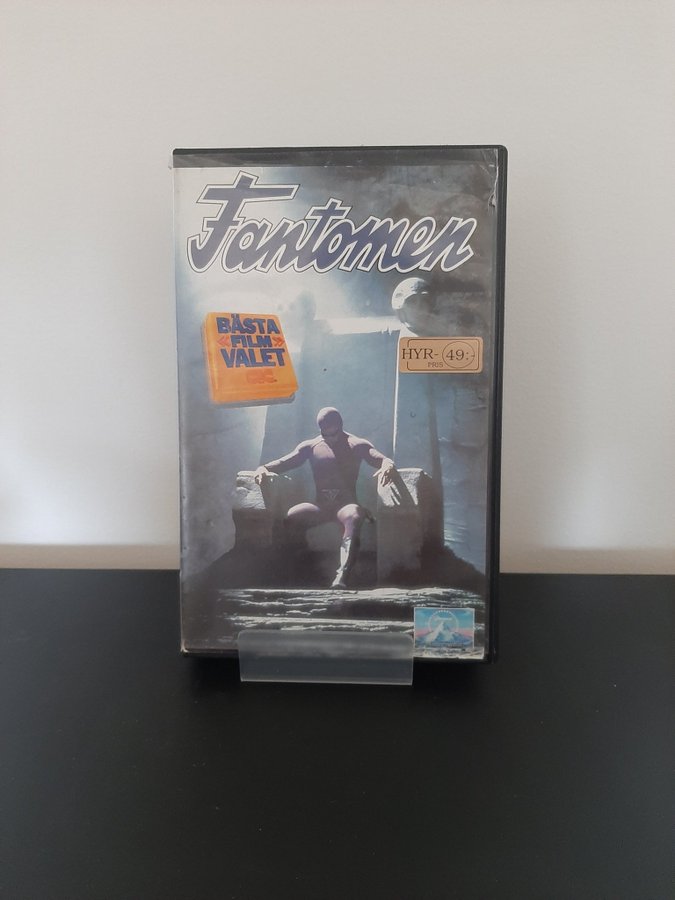 Fantomen
BÄSTA
«FILM»
VALET
HYR- 49:-
PRIS